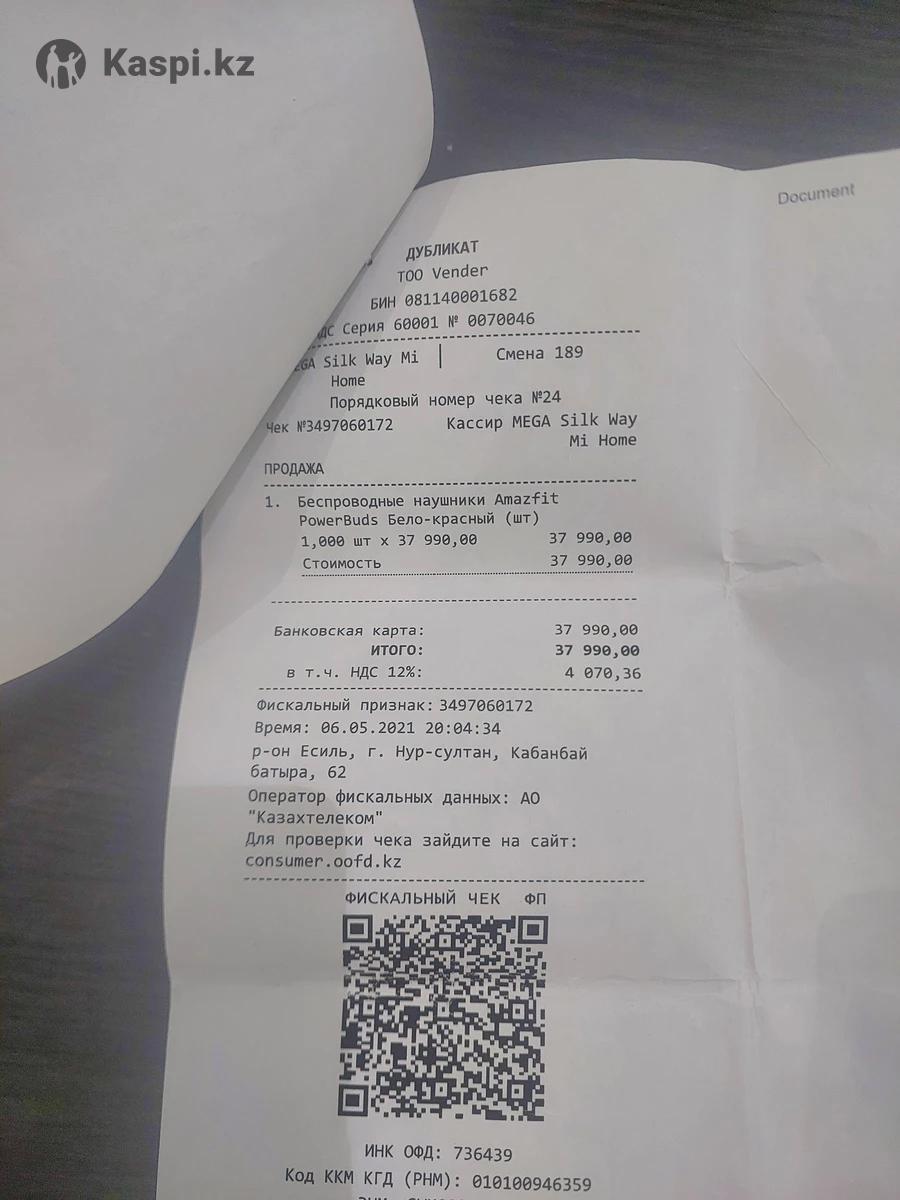 Kaspi.kz
Document
ДУБЛИКАТ
ТОО Vender
БИН 081140001682
Серия 60001 № 0070046
Silk Way Mi
Home
Смена 189
Порядковый номер чека №24
Чек №3497060172
Кассир MEGA Silk Way
Mi Home
ПРОДАЖА
1. Беспроводные наушники Amazfit
PowerBuds Бело-красный (шт)
1,000 шт x 37 990,00 37 990,00
Стоимость 37 990,00
Банковская карта: 37 990,00
ИТОГО: 37 990,00
в т.ч. НДС 12%: 4 070,36
Фискальный признак: 3497060172
Время: 06.05.2021 20:04:34
р-он Есиль, г. Нур-султан, Кабанбай
батыра, 62
Оператор фискальных данных: АО
"Казахтелеком"
Для проверки чека зайдите на сайт:
consumer.oofd.kz
ФИСКАЛЬНЫЙ ЧЕК ФП
ИНК ОФД: 736439
Код ККМ КГД (РНМ): 010100946359